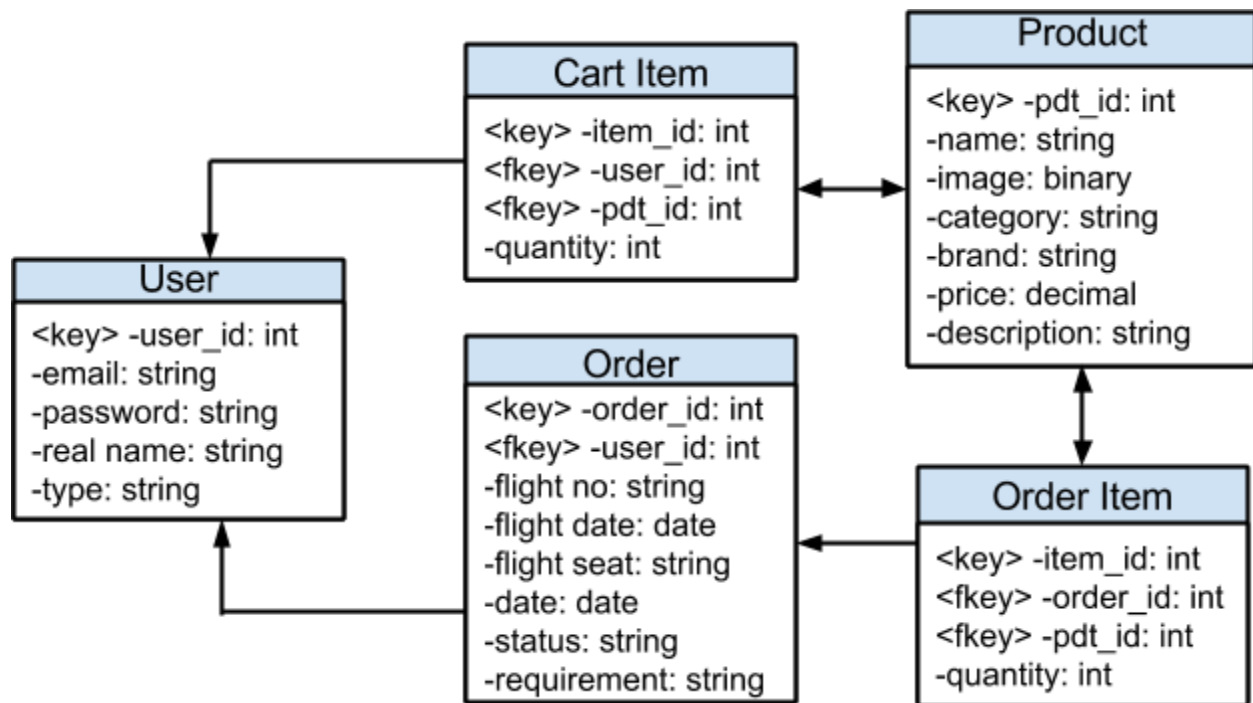 Cart Item
<key> -item_id: int
<fkey> -user_id: int
<fkey> -pdt_id: int
-quantity: int
Product
<key> -pdt_id: int
-name: string
-image: binary
-category: string
-brand: string
-price: decimal
-description: string
User
<key> -user_id: int
-email: string
-password: string
-real name: string
-type: string
Order
<key> -order_id: int
<fkey> -user_id: int
-flight no: string
-flight date: date
-flight seat: string
-date: date
-status: string
-requirement: string
Order Item
<key> -item_id: int
<fkey> -order_id: int
<fkey> -pdt_id: int
-quantity: int